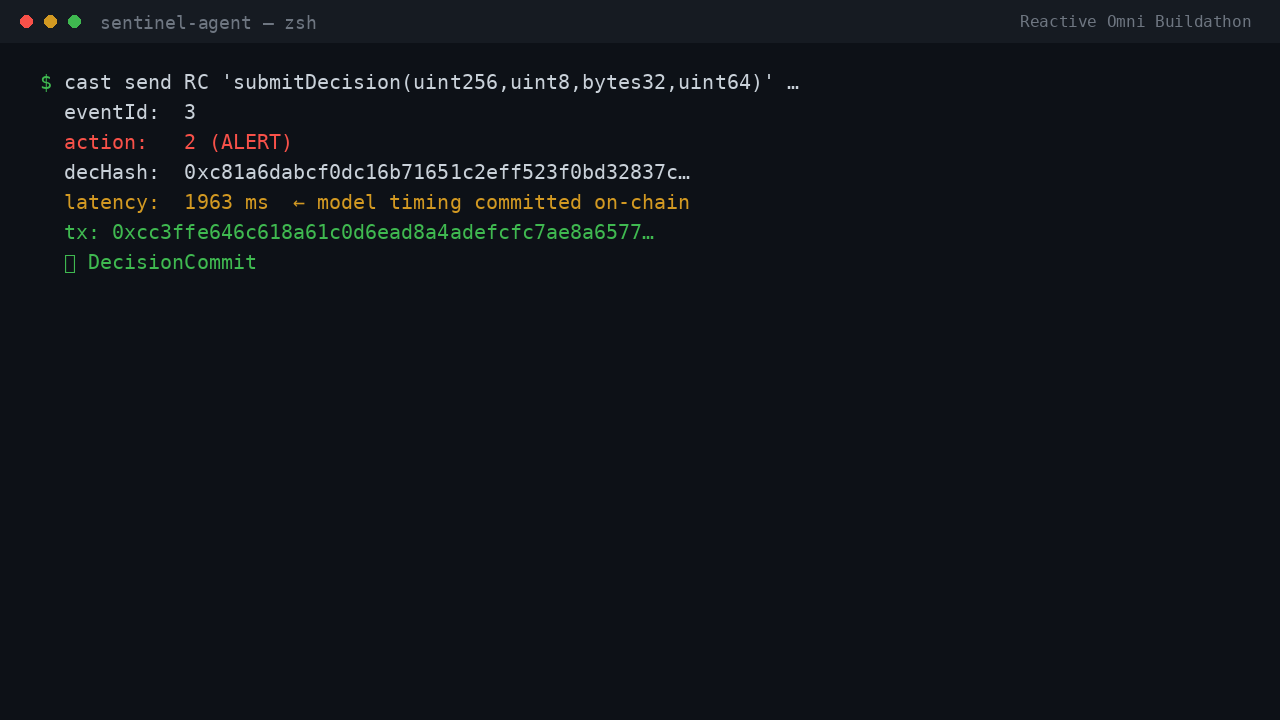 sentinel-agent — zsh
Reactive Omni Buildathon
$ cast send RC 'submitDecision(uint256,uint8,bytes32,uint64)' …
eventId: 3
action: 2 (ALERT)
decHash: 0xc81a6dabcf0dc16b71651c2eff523f0bd32837c…
latency: 1963 ms ← model timing committed on-chain
tx: 0xcc3ffe646c618a61c0d6ead8a4adefcfc7ae8a6577…
DecisionCommit